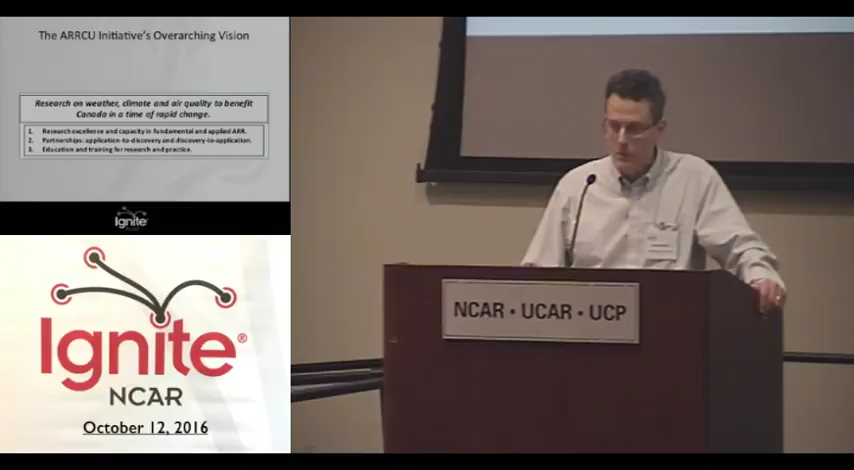 The ARRCU Initiative's Overarching Vision
Research on weather, climate and air quality to benefit
Canada in a time of rapid change.
1. Research excellence and capacity in fundamental and applied ARR.
2. Partnerships: application-to-discovery and discovery-to-application.
3. Education and training for research and practice.
Ignite
Ignite®
NCAR
October 12, 2016
NCAR • UCAR • UCP